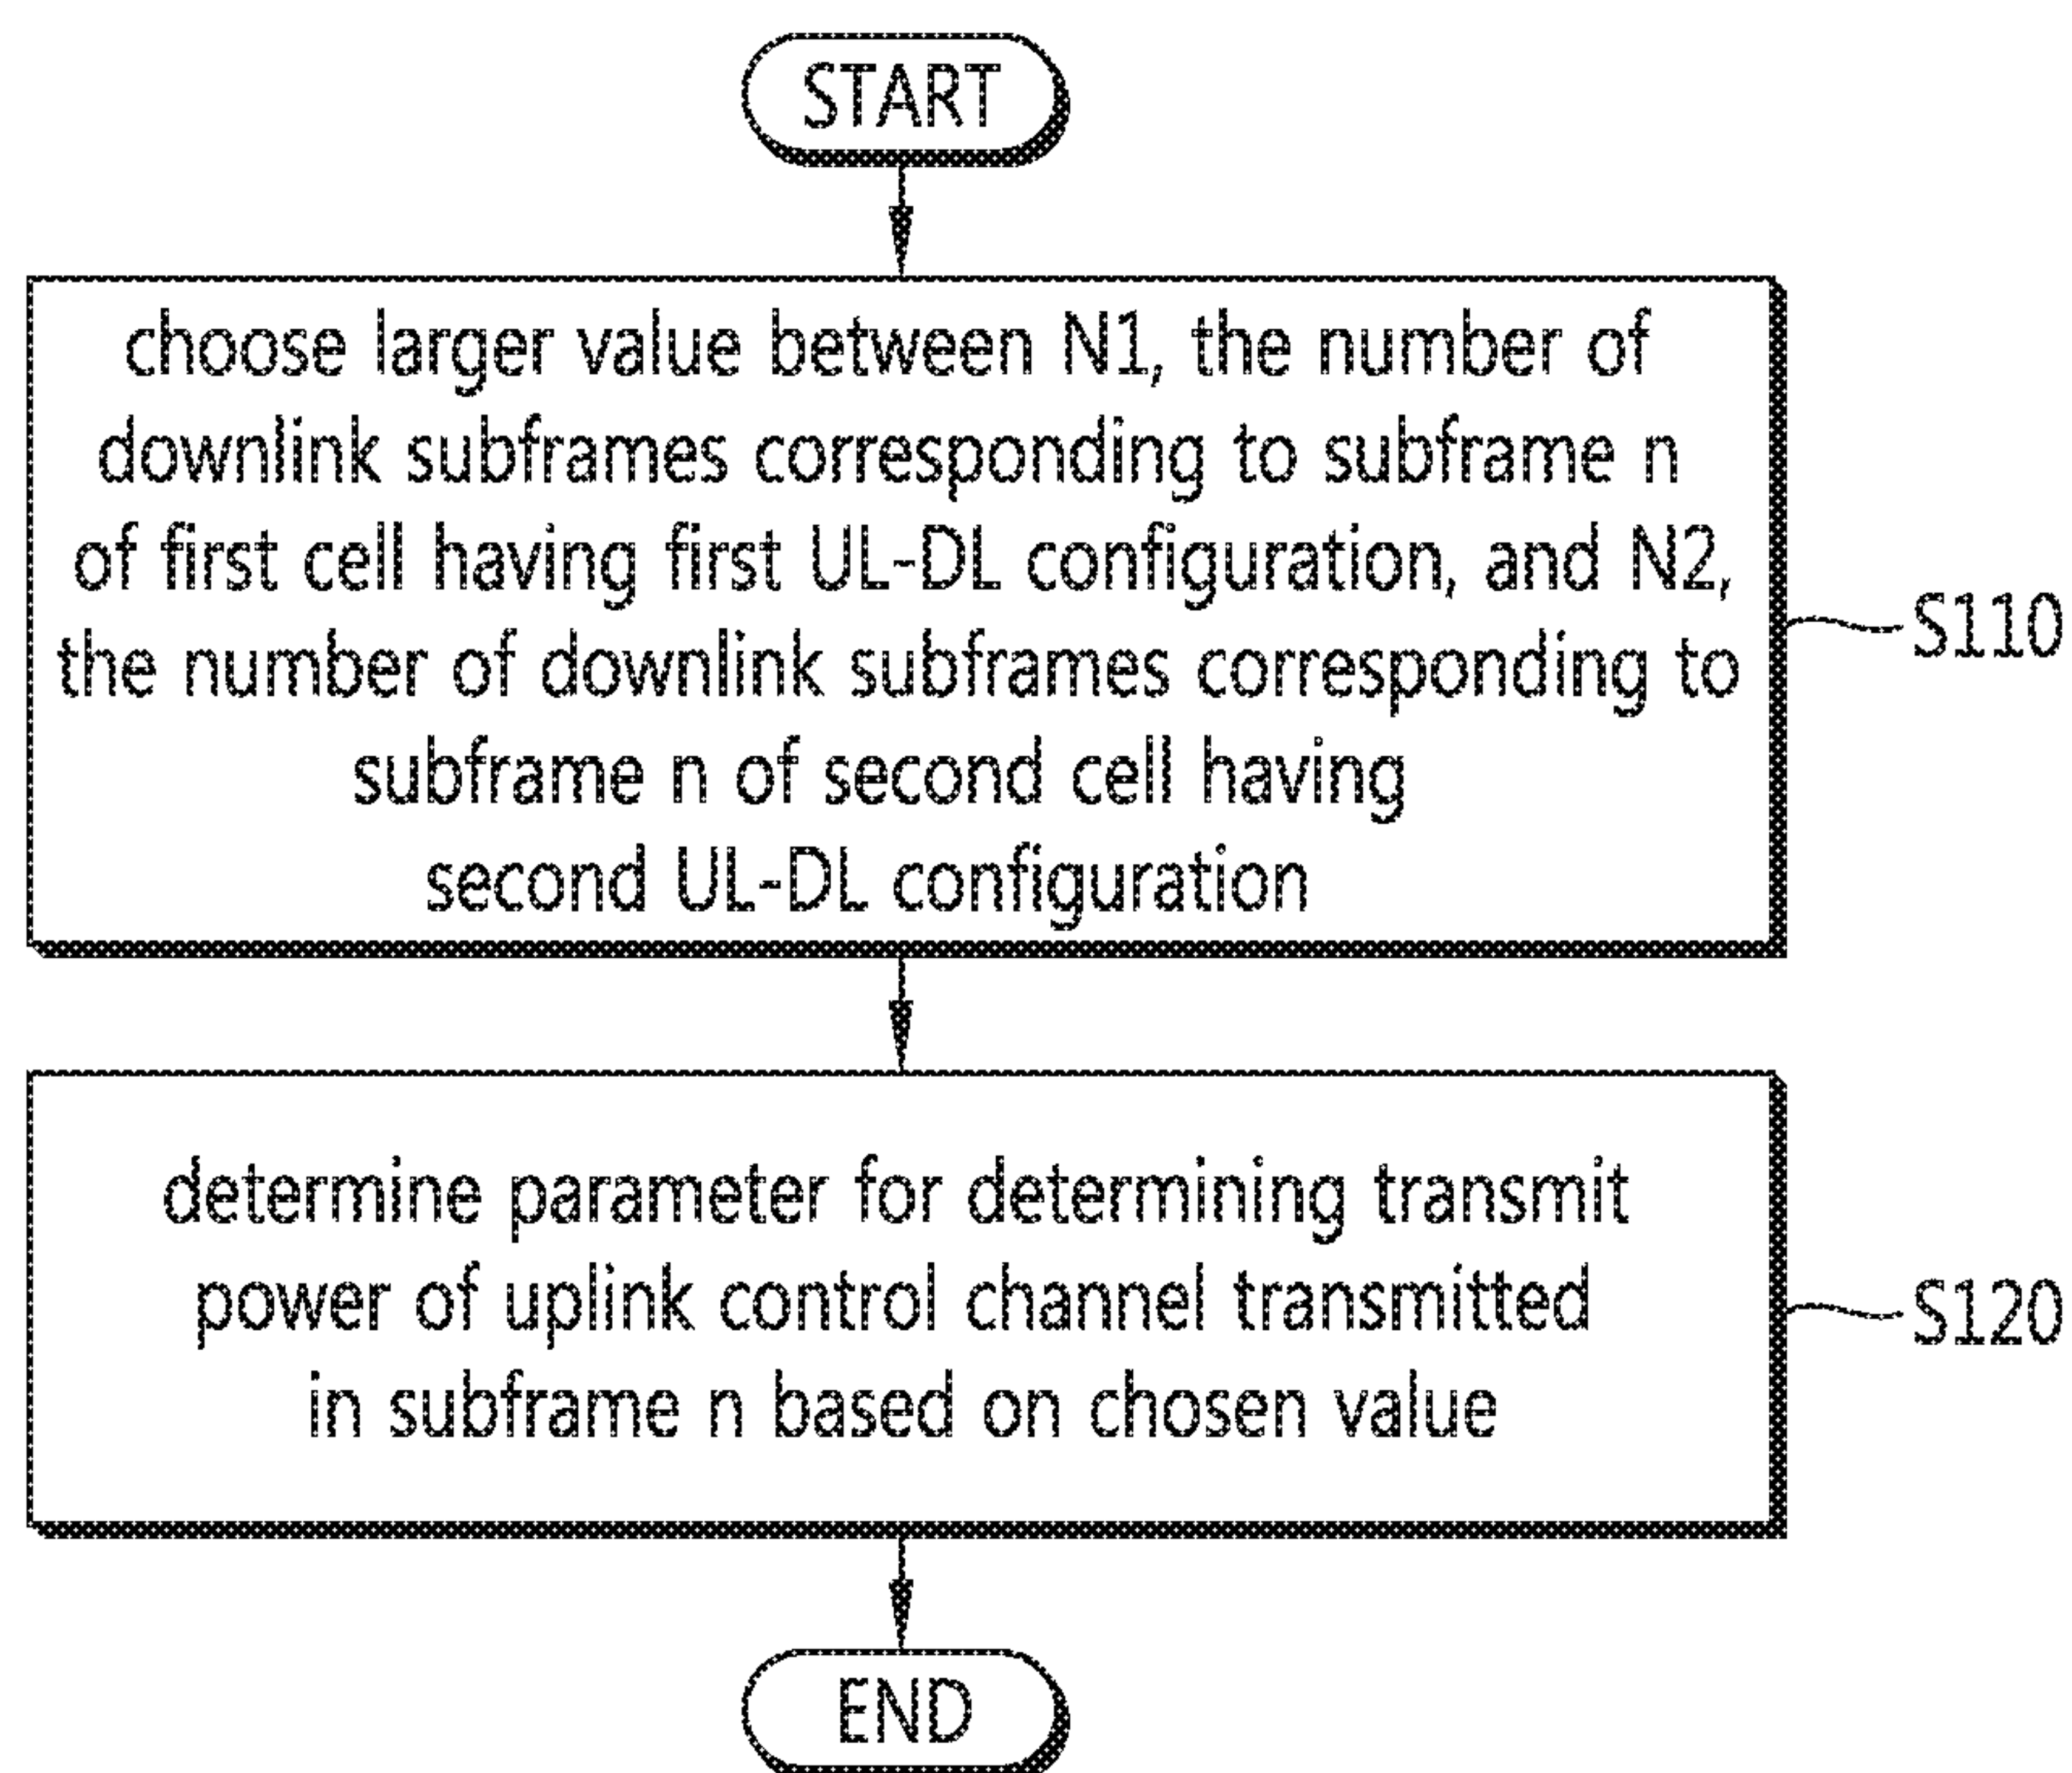 START
choose larger value between N1, the number of
downlink subframes corresponding to subframe n
of first cell having first UL-DL configuration, and N2,
the number of downlink subframes corresponding to
subframe n of second cell having
second UL-DL configuration
S110
determine parameter for determining transmit
power of uplink control channel transmitted
in subframe n based on chosen value
S120
END